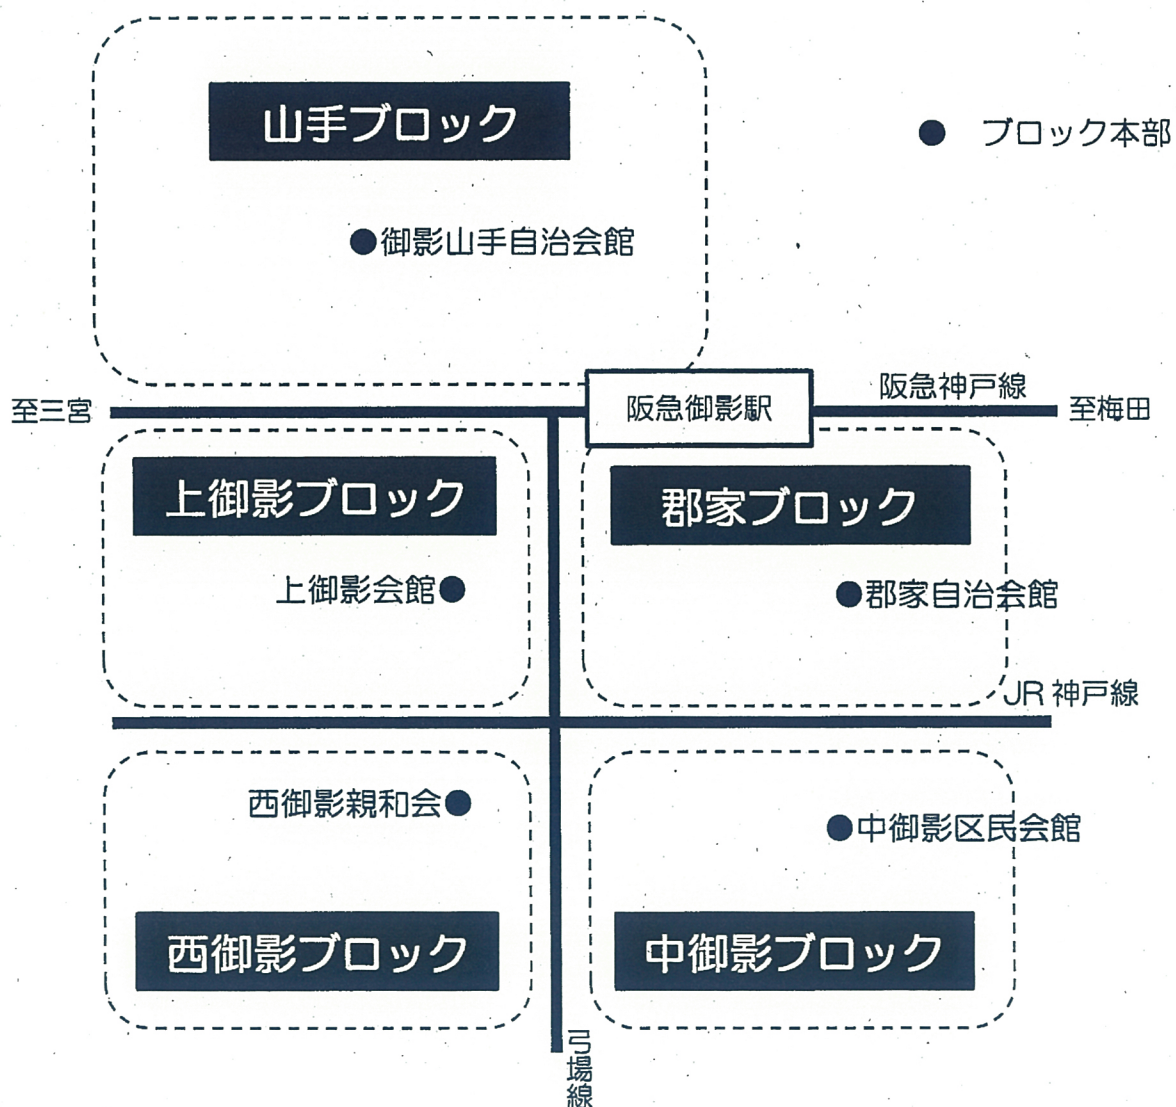 山手ブロック
● ブロック本部
●御影山手自治会館
至三宮
阪急御影駅
阪急神戸線
至梅田
上御影ブロック
郡家ブロック
上御影会館●
●郡家自治会館
JR神戸線
西御影親和会●
●中御影区民会館
西御影ブロック
中御影ブロック
弓場線